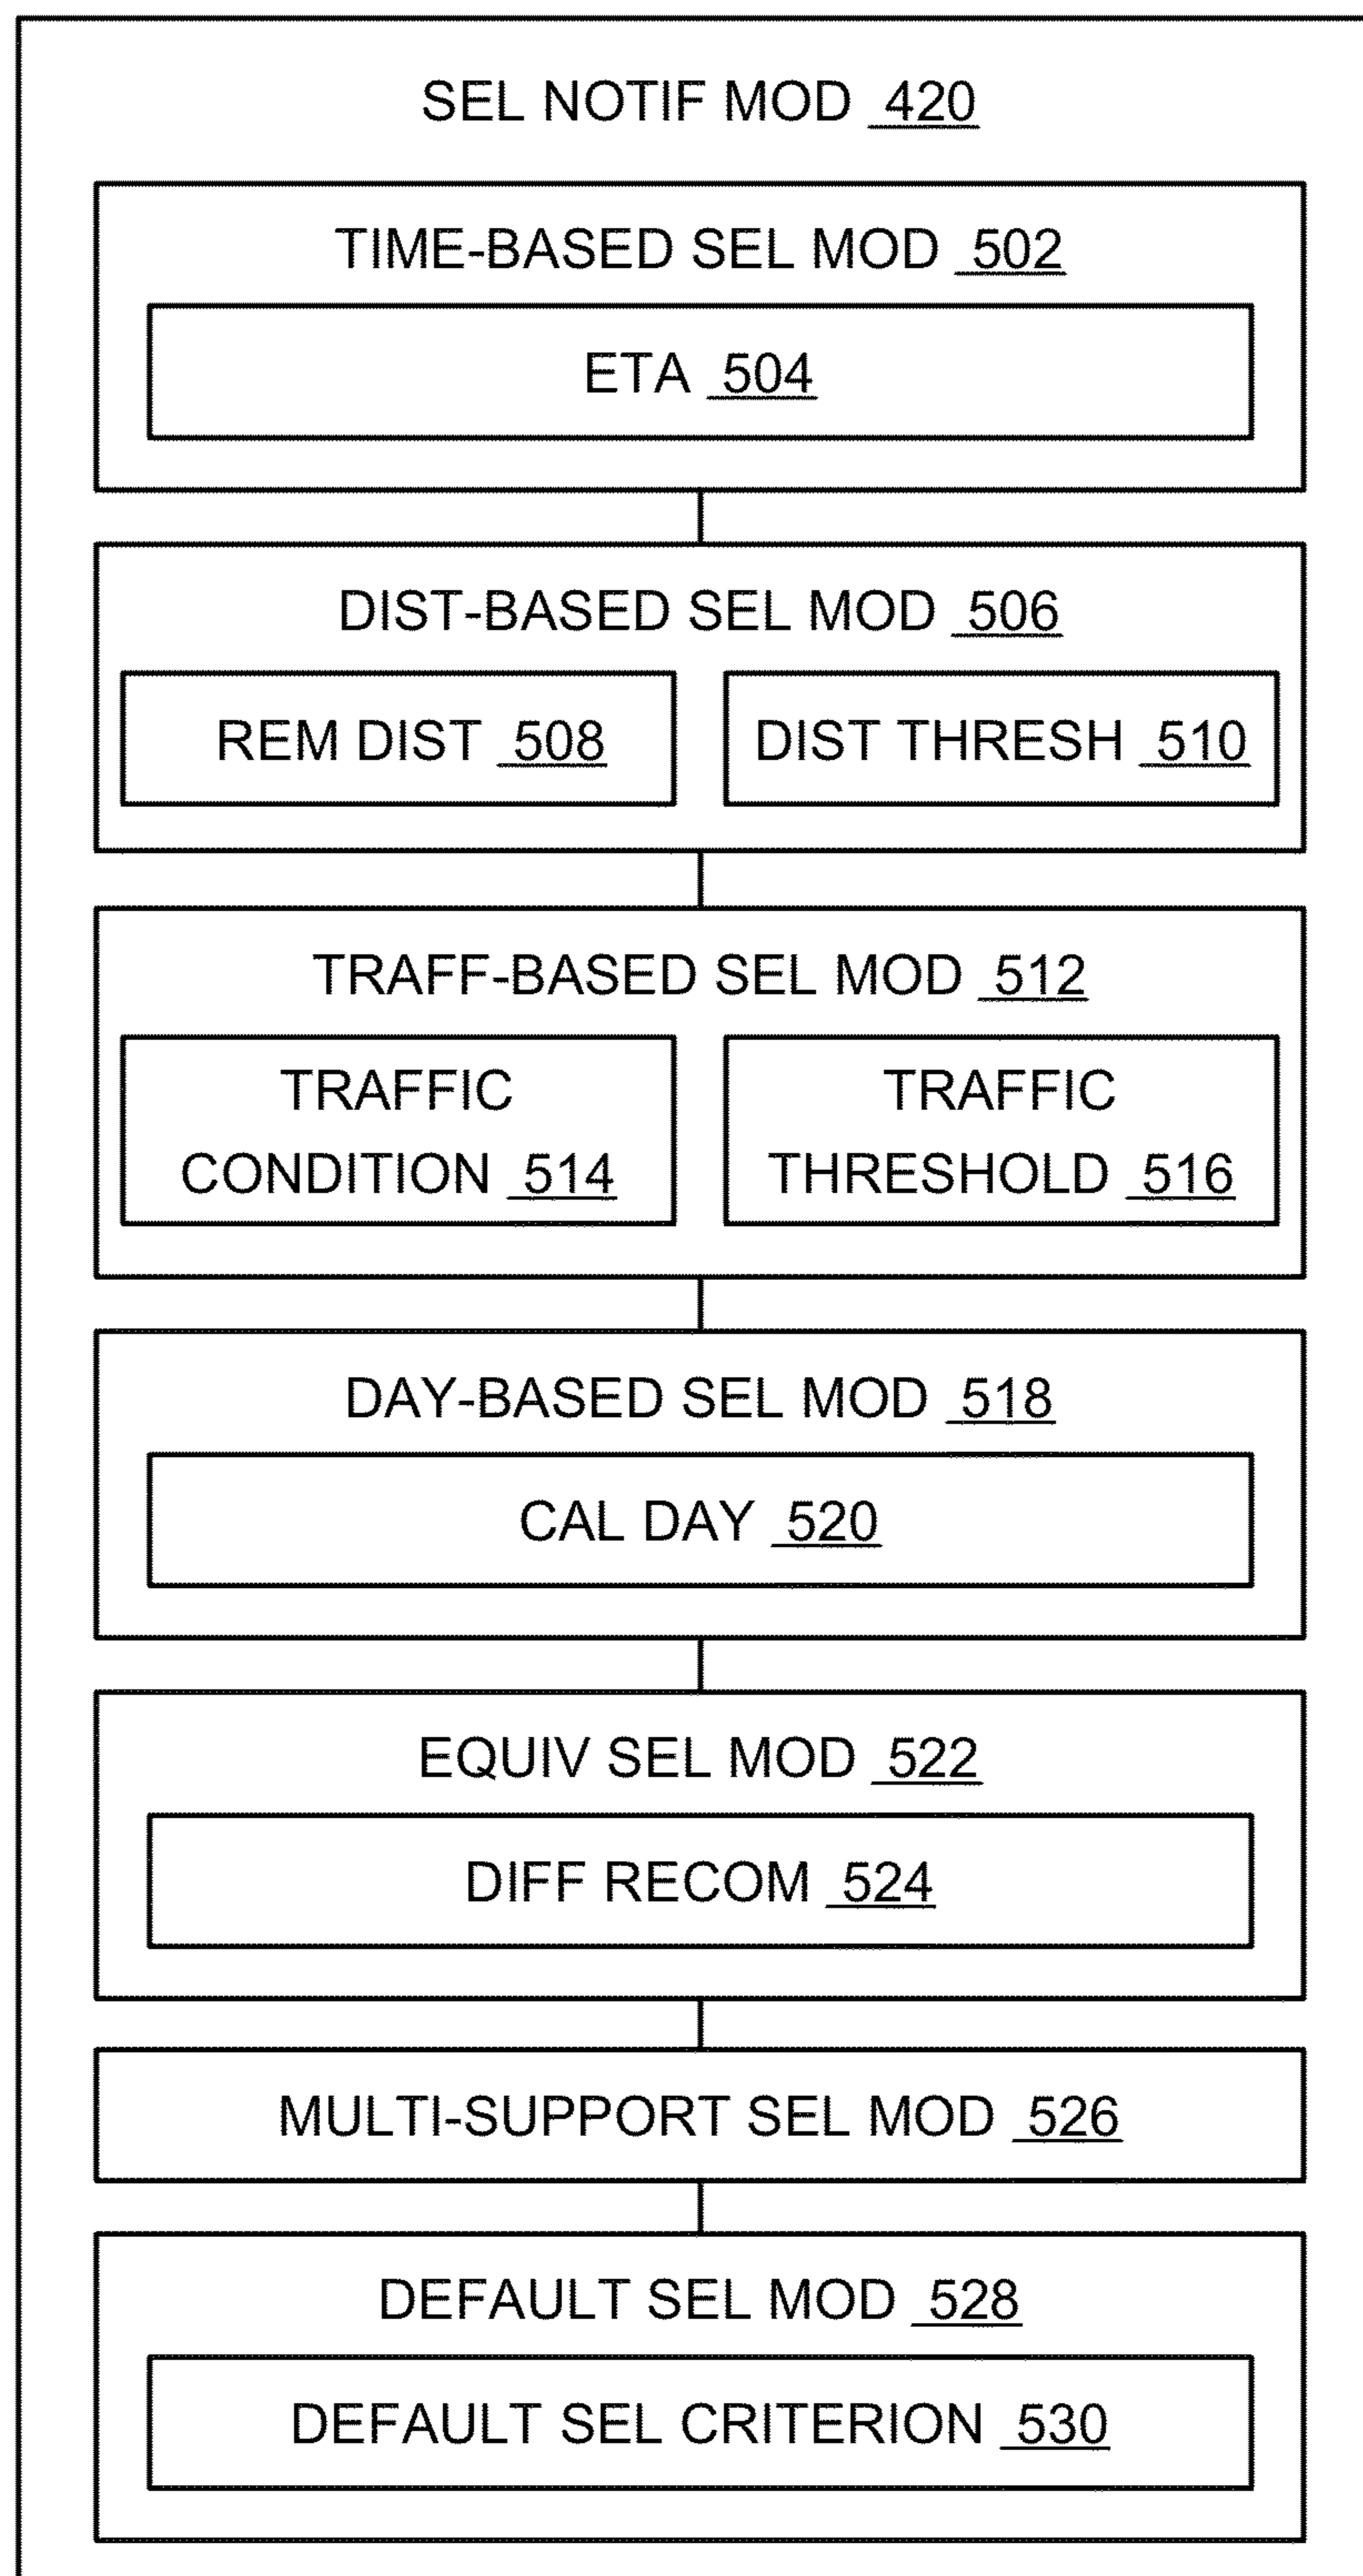 SEL NOTIF MOD 420
TIME-BASED SEL MOD 502
ETA 504
DIST-BASED SEL MOD 506
REM DIST 508
DIST THRESH 510
TRAFF-BASED SEL MOD 512
TRAFFIC
CONDITION 514
TRAFFIC
THRESHOLD 516
DAY-BASED SEL MOD 518
CAL DAY 520
EQUIV SEL MOD 522
DIFF RECOM 524
MULTI-SUPPORT SEL MOD 526
DEFAULT SEL MOD 528
DEFAULT SEL CRITERION 530